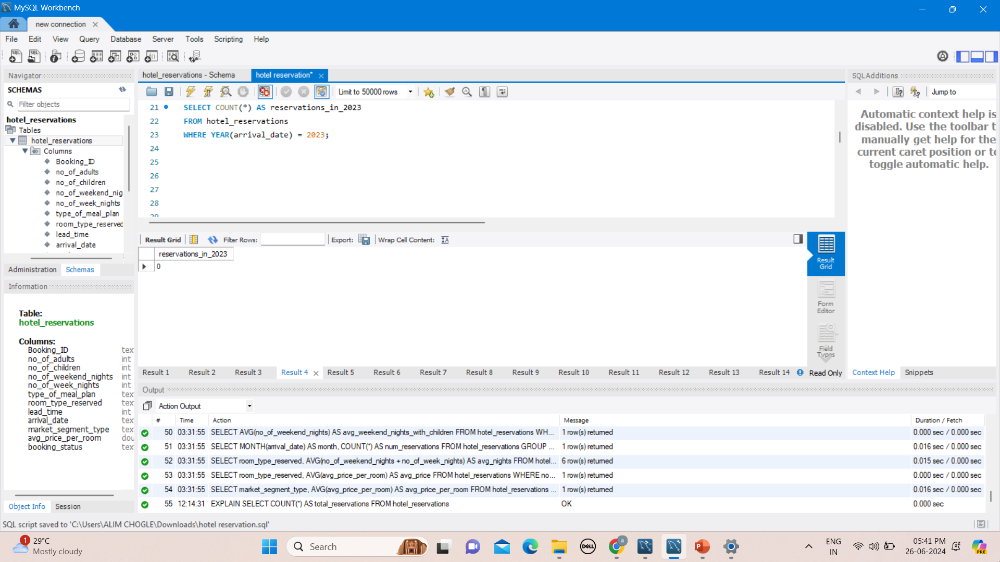 MySQL Workbench
new connection
File Edit View Query Database Server Tools Scripting Help
Navigator
SCHEMAS
Filter objects
hotel_reservations
Tables
hotel_reservations
Columns
Booking_ID
no_of_adults
no_of_children
no_of_weekend_nig
no_of_week_nights
type_of_meal_plan
room_type_reserved
lead_time
arrival_date
Administration Schemas
Information
Table:
hotel_reservations
Columns:
Booking_ID tex
no_of_adults int
no_of_children int
no_of_weekend_nights int
no_of_week_nights int
type_of_meal_plan tex
room_type_reserved tex
lead_time int
arrival_date tex
market_segment_type tex
avg_price_per_room dou
booking_status tex
Object Info Session
hotel_reservations - Schema hotel reservation*
Limit to 50000 rows
21 SELECT COUNT(*) AS reservations_in_2023
22 FROM hotel_reservations
23 WHERE YEAR(arrival_date) = 2023;
24
25
26
27
28
29
Result Grid Filter Rows: Export: Wrap Cell Content:
reservations_in_2023
0
Result Grid
Form Editor
Field Types
Result 1 Result 2 Result 3 Result 4 Result 5 Result 6 Result 7 Result 8 Result 9 Result 10 Result 11 Result 12 Result 13 Result 14 Read Only
Output
Action Output
# Time Action Message Duration / Fetch
50 03:31:55 SELECT AVG(no_of_weekend_nights) AS avg_weekend_nights_with_children FROM hotel_reservations WH... 1 row(s) returned 0.000 sec / 0.000 sec
51 03:31:55 SELECT MONTH(arrival_date) AS month, COUNT(*) AS num_reservations FROM hotel_reservations GROUP ... 1 row(s) returned 0.016 sec / 0.000 sec
52 03:31:55 SELECT room_type_reserved, AVG(no_of_weekend_nights + no_of_week_nights) AS avg_nights FROM hotel... 6 row(s) returned 0.015 sec / 0.000 sec
53 03:31:55 SELECT room_type_reserved, AVG(avg_price_per_room) AS avg_price FROM hotel_reservations WHERE no... 1 row(s) returned 0.000 sec / 0.000 sec
54 03:31:55 SELECT market_segment_type, AVG(avg_price_per_room) AS avg_price_per_room FROM hotel_reservations ... 1 row(s) returned 0.016 sec / 0.000 sec
55 12:14:31 EXPLAIN SELECT COUNT(*) AS total_reservations FROM hotel_reservations OK 0.000 sec
SQLAdditions
Jump to
Automatic context help is
disabled. Use the toolbar t
manually get help for the
current caret position or to
toggle automatic help.
Context Help Snippets
SQL script saved to 'C:\Users\ALIM CHOGLE\Downloads\hotel reservation.sql'
1
29°C
Mostly cloudy
Search
DELL
a
P
ENG
IN
05:41 PM
26-06-2024
PRE